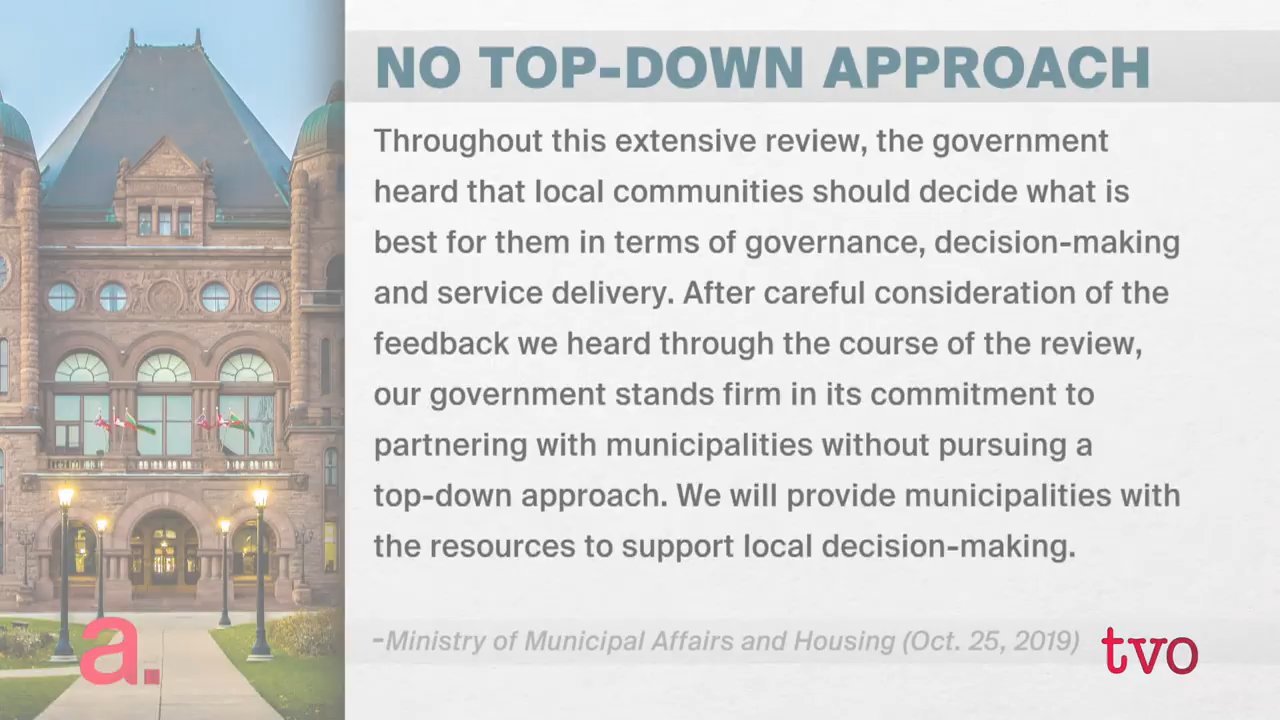 NO TOP-DOWN APPROACH
Throughout this extensive review, the government
heard that local communities should decide what is
best for them in terms of governance, decision-making
and service delivery. After careful consideration of the
feedback we heard through the course of the review,
our government stands firm in its commitment to
partnering with municipalities without pursuing a
top-down approach. We will provide municipalities with
the resources to support local decision-making.
-Ministry of Municipal Affairs and Housing (Oct. 25, 2019)
a.
tvo